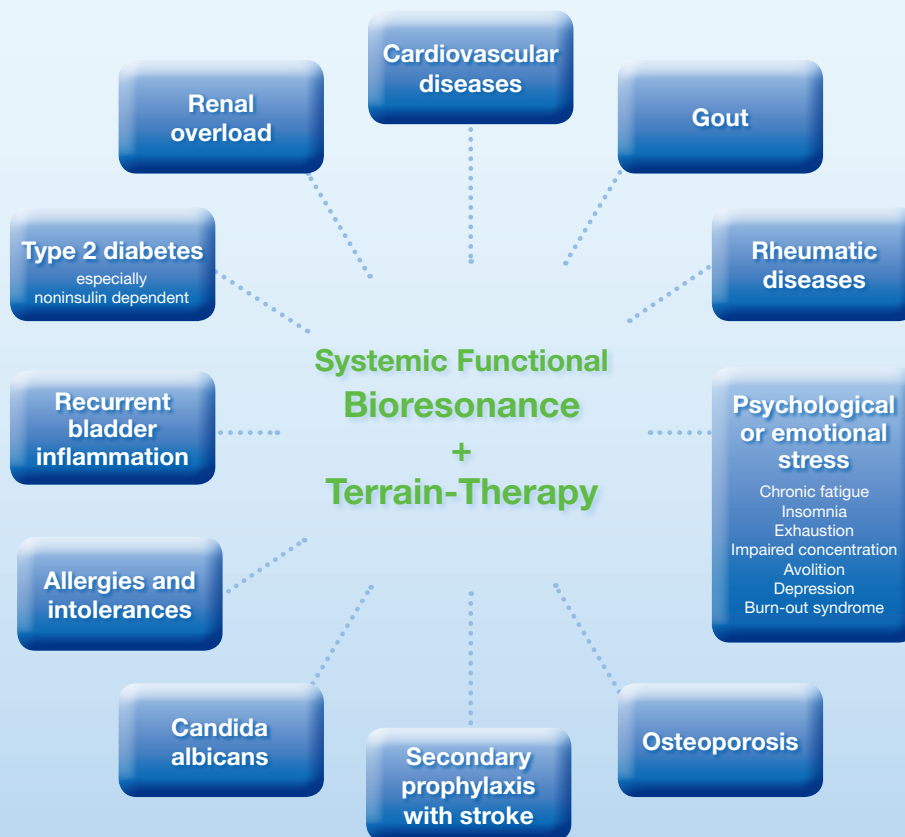 Cardiovascular
diseases
Renal
overload
Gout
Type 2 diabetes
especially
noninsulin dependent
Rheumatic
diseases
Systemic Functional
Bioresonance
+
Terrain-Therapy
Recurrent
bladder
inflammation
Psychological
or emotional
stress
Chronic fatigue
Insomnia
Exhaustion
Impaired concentration
Avolition
Depression
Burn-out syndrome
Allergies and
intolerances
Candida
albicans
Secondary
prophylaxis
with stroke
Osteoporosis